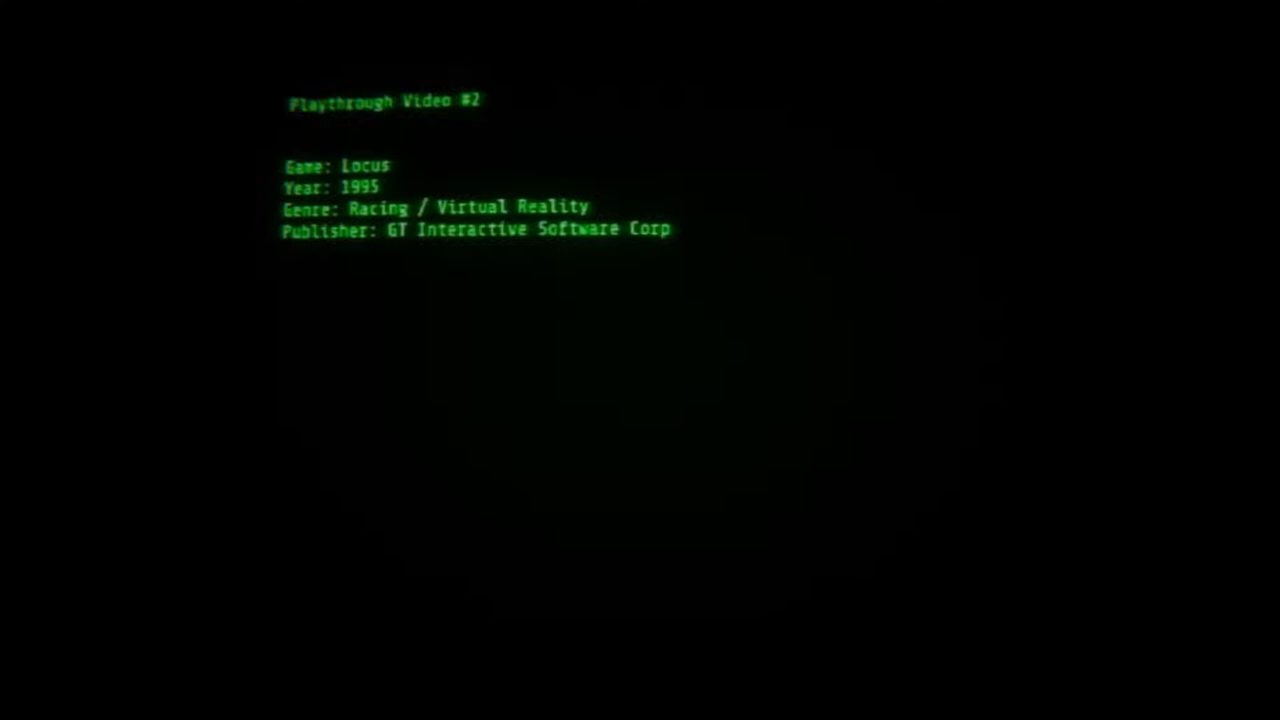 Playthrough Video #2
Game: Locus
Year: 1995
Genre: Racing / Virtual Reality
Publisher: GT Interactive Software Corp